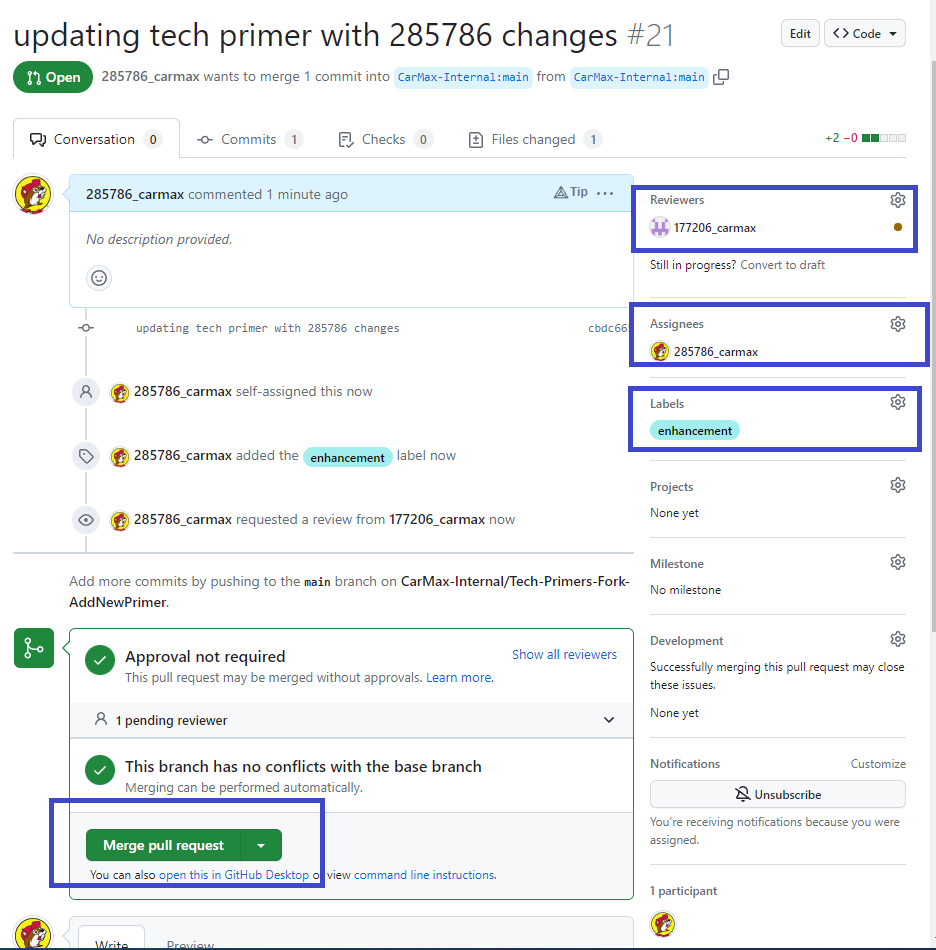 updating tech primer with 285786 changes #21
Edit
Code
Open
285786_carmax wants to merge 1 commit into CarMax-Internal:main from CarMax-Internal:main
Conversation 0
Commits 1
Checks 0
Files changed 1
+2 −0
285786_carmax commented 1 minute ago
Tip
No description provided.
updating tech primer with 285786 changes
285786_carmax self-assigned this now
285786_carmax added the enhancement label now
285786_carmax requested a review from 177206_carmax now
Add more commits by pushing to the main branch on CarMax-Internal/Tech-Primers-Fork-
AddNewPrimer.
Approval not required
Show all reviewers
This pull request may be merged without approvals. Learn more.
1 pending reviewer
This branch has no conflicts with the base branch
Merging can be performed automatically.
Merge pull request
You can also open this in GitHub Desktop view command line instructions.
Write
Preview
Reviewers
177206_carmax
Still in progress? Convert to draft
Assignees
285786_carmax
Labels
enhancement
Projects
None yet
Milestone
No milestone
Development
Successfully merging this pull request may close
these issues.
None yet
Notifications
Customize
Unsubscribe
You're receiving notifications because you were
assigned.
1 participant